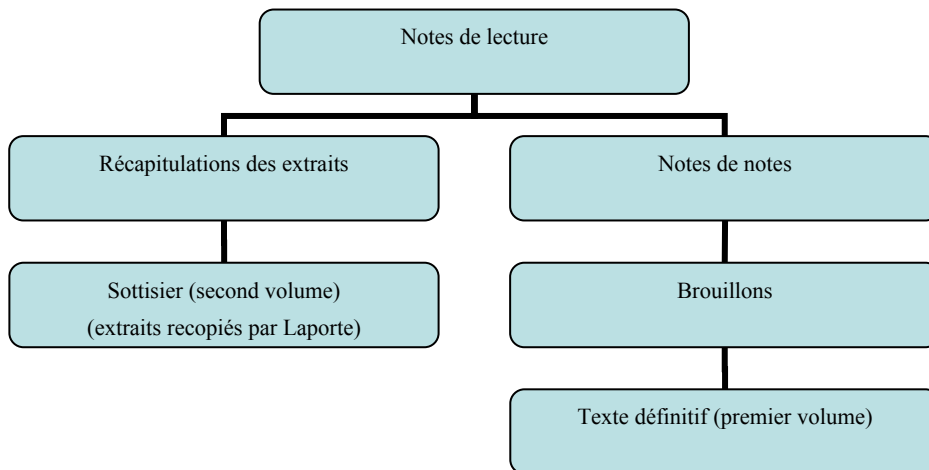 Notes de lecture
Récapitulations des extraits
Notes de notes
Sottisier (second volume)
(extraits recopiés par Laporte)
Brouillons
Texte définitif (premier volume)